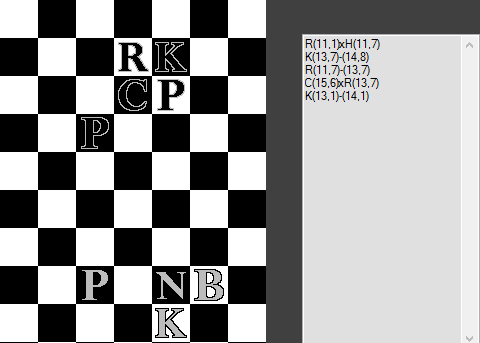 R K
C P
P
P N B
K
R(11,1)xH(11,7)
K(13,7)-(14,8)
R(11,7)-(13,7)
C(15,6)xR(13,7)
K(13,1)-(14,1)